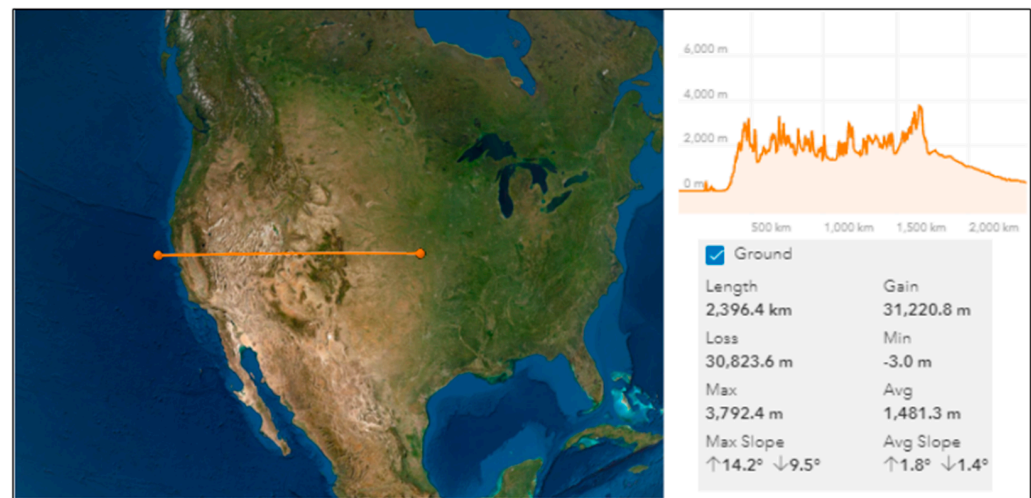 6,000 m
4,000 m
2,000 m
0 m
500 km 1,000 km 1,500 km 2,000 km
Ground
Length Gain
2,396.4 km 31,220.8 m
Loss Min
30,823.6 m -3.0 m
Max Avg
3,792.4 m 1,481.3 m
Max Slope Avg Slope
↑14.2° ↓9.5° ↑1.8° ↓1.4°